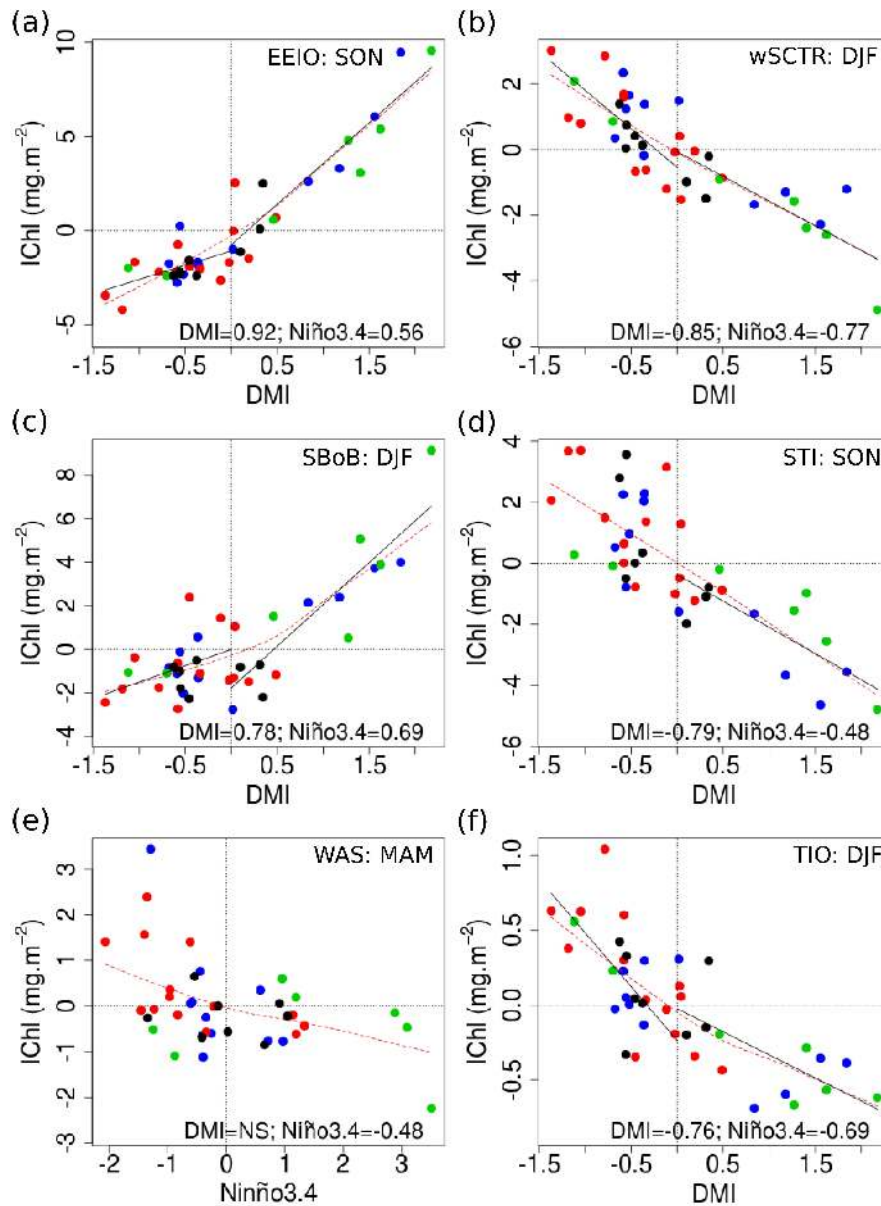 (a)
EEIO: SON
IChl (mg.m⁻²)
10
5
0
-5
DMI=0.92; Niño3.4=0.56
-1.5 -0.5 0.5 1.5
DMI
(b)
wSCTR: DJF
IChl (mg.m⁻²)
2
0
-2
-4
-6
DMI=-0.85; Niño3.4=-0.77
-1.5 -0.5 0.5 1.5
DMI
(c)
SBoB: DJF
IChl (mg.m⁻²)
8
6
4
2
0
-2
-4
DMI=0.78; Niño3.4=0.69
-1.5 -0.5 0.5 1.5
DMI
(d)
STI: SON
IChl (mg.m⁻²)
4
2
0
-2
-4
-6
DMI=-0.79; Niño3.4=-0.48
-1.5 -0.5 0.5 1.5
DMI
(e)
WAS: MAM
IChl (mg.m⁻²)
3
2
1
0
-1
-2
-3
DMI=NS; Niño3.4=-0.48
-2 -1 0 1 2 3
Ninño3.4
(f)
TIO: DJF
IChl (mg.m⁻²)
1.0
0.5
0.0
-0.5
DMI=-0.76; Niño3.4=-0.69
-1.5 -0.5 0.5 1.5
DMI